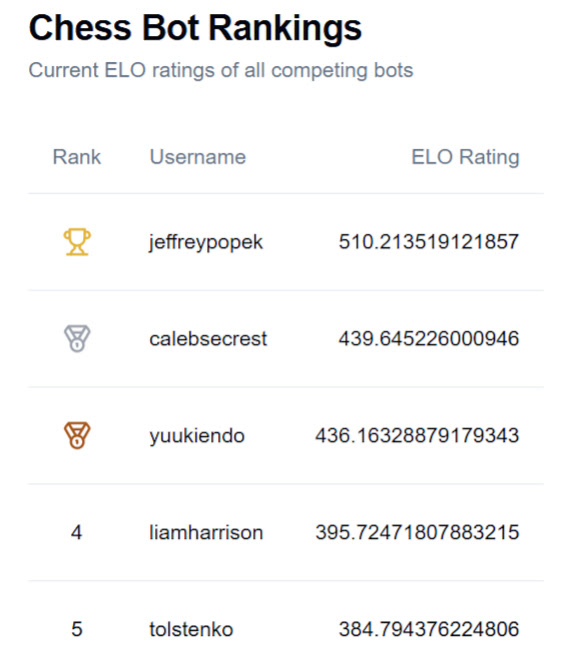 Chess Bot Rankings
Current ELO ratings of all competing bots
Rank Username ELO Rating
jeffreypopek 510.213519121857
calebsecrest 439.645226000946
yuukiendo 436.16328879179343
4 liamharrison 395.72471807883215
5 tolstenko 384.794376224806